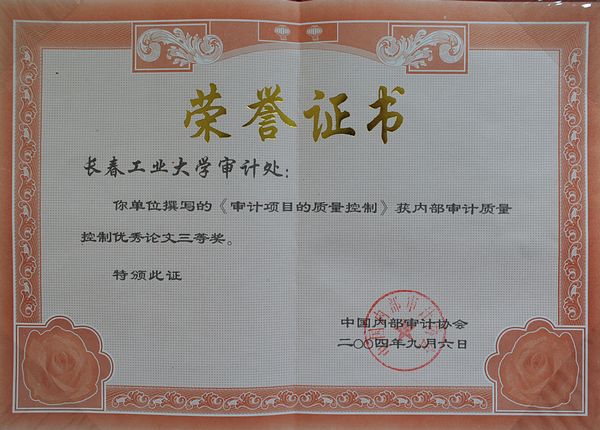 荣誉证书
长春工业大学审计处：
你单位撰写的《审计项目的质量控制》获内部审计质量
控制优秀论文三等奖。
特颁此证
中国内部审计协会
二〇〇四年九月六日